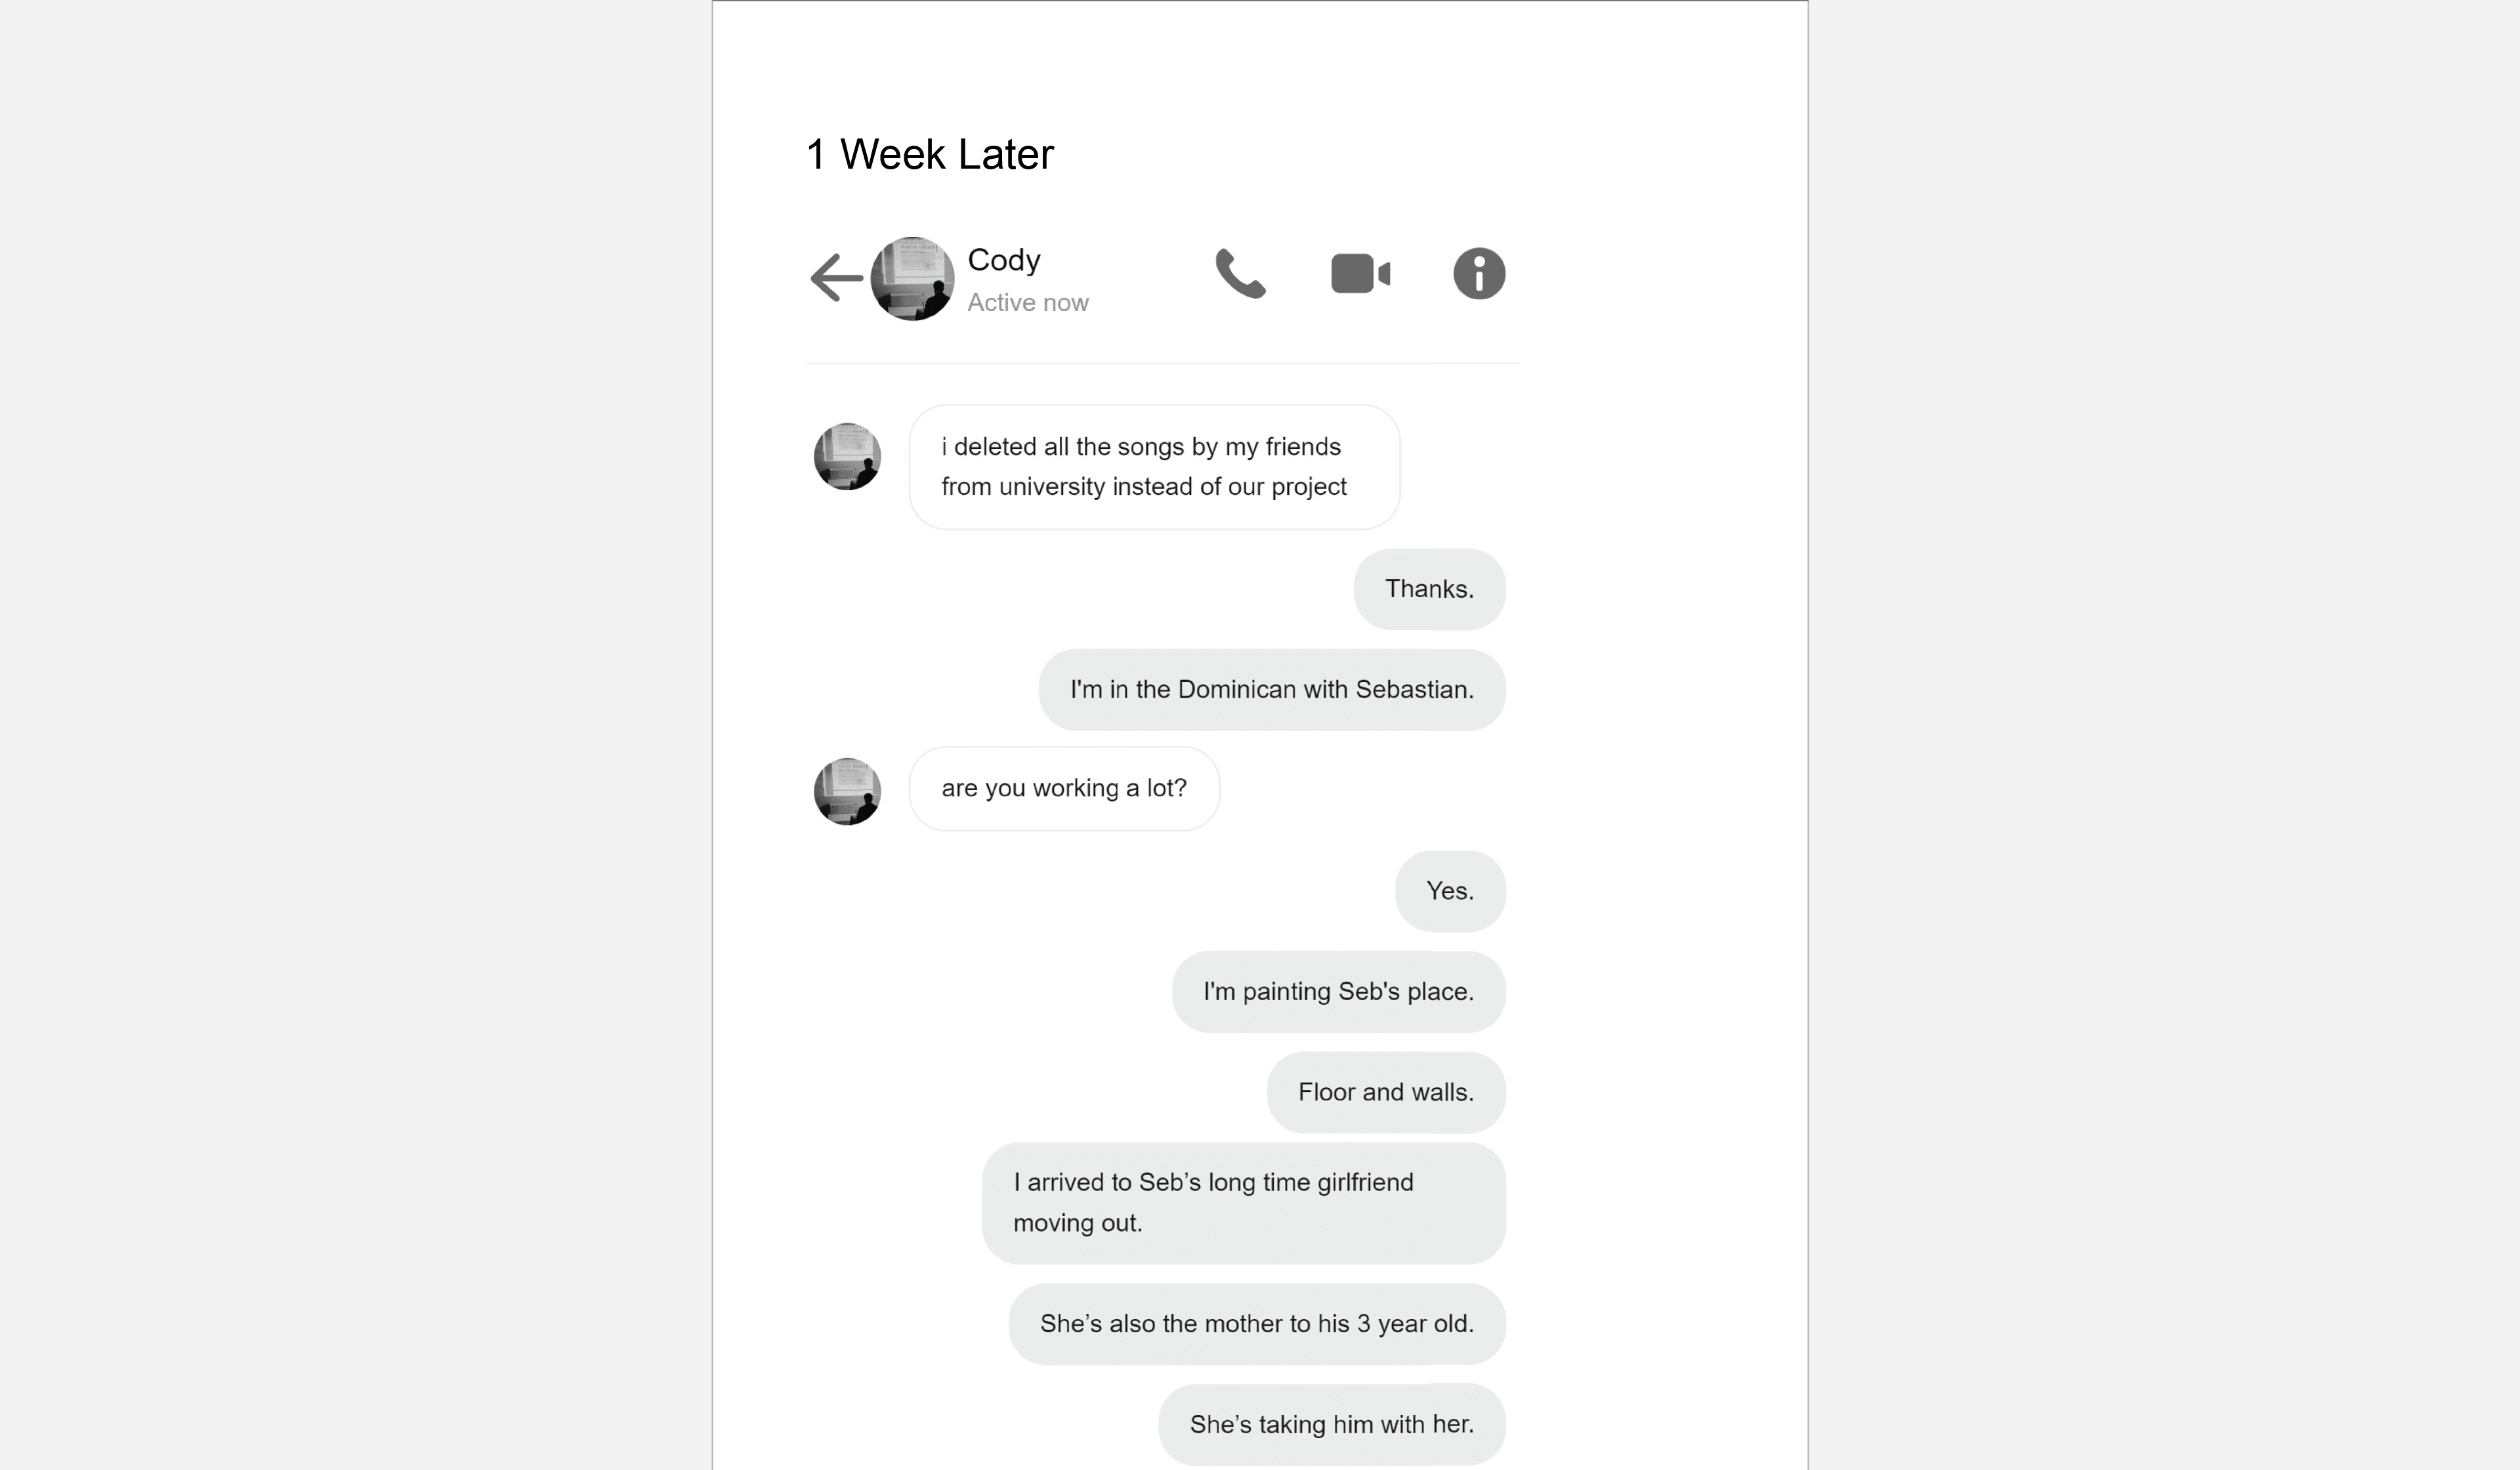 1 Week Later
Cody
Active now
i deleted all the songs by my friends
from university instead of our project
Thanks.
I'm in the Dominican with Sebastian.
are you working a lot?
Yes.
I'm painting Seb's place.
Floor and walls.
I arrived to Seb’s long time girlfriend
moving out.
She’s also the mother to his 3 year old.
She’s taking him with her.